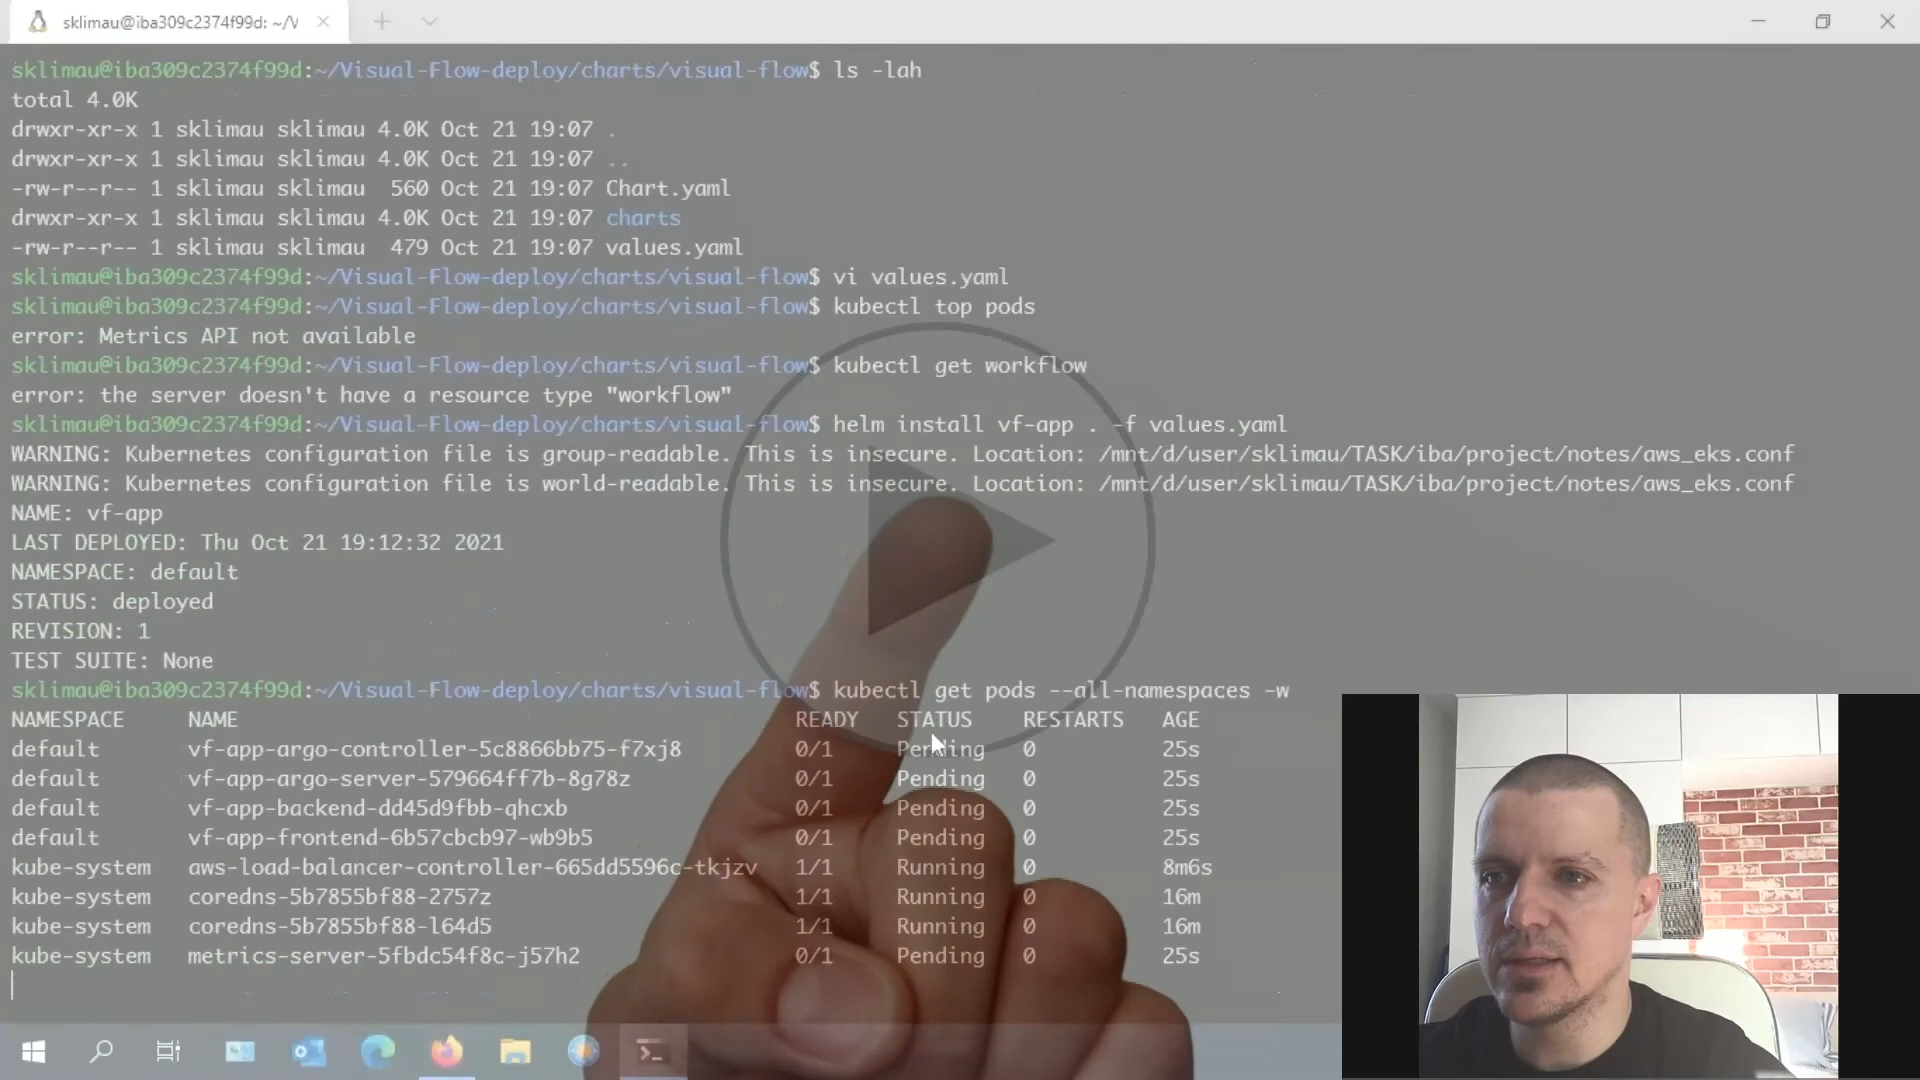 sklimau@iba309c2374f99d: ~/V
sklimau@iba309c2374f99d:~/Visual-Flow-deploy/charts/visual-flow$ ls -lah
total 4.0K
drwxr-xr-x 1 sklimau sklimau 4.0K Oct 21 19:07 .
drwxr-xr-x 1 sklimau sklimau 4.0K Oct 21 19:07 ..
-rw-r--r-- 1 sklimau sklimau  560 Oct 21 19:07 Chart.yaml
drwxr-xr-x 1 sklimau sklimau 4.0K Oct 21 19:07 charts
-rw-r--r-- 1 sklimau sklimau  479 Oct 21 19:07 values.yaml
sklimau@iba309c2374f99d:~/Visual-Flow-deploy/charts/visual-flow$ vi values.yaml
sklimau@iba309c2374f99d:~/Visual-Flow-deploy/charts/visual-flow$ kubectl top pods
error: Metrics API not available
sklimau@iba309c2374f99d:~/Visual-Flow-deploy/charts/visual-flow$ kubectl get workflow
error: the server doesn't have a resource type "workflow"
sklimau@iba309c2374f99d:~/Visual-Flow-deploy/charts/visual-flow$ helm install vf-app . -f values.yaml
WARNING: Kubernetes configuration file is group-readable. This is insecure. Location: /mnt/d/user/sklimau/TASK/iba/project/notes/aws_eks.conf
WARNING: Kubernetes configuration file is world-readable. This is insecure. Location: /mnt/d/user/sklimau/TASK/iba/project/notes/aws_eks.conf
NAME: vf-app
LAST DEPLOYED: Thu Oct 21 19:12:32 2021
NAMESPACE: default
STATUS: deployed
REVISION: 1
TEST SUITE: None
sklimau@iba309c2374f99d:~/Visual-Flow-deploy/charts/visual-flow$ kubectl get pods --all-namespaces -w
NAMESPACE     NAME                                            READY   STATUS    RESTARTS   AGE
default       vf-app-argo-controller-5c8866bb75-f7xj8         0/1     Pending   0          25s
default       vf-app-argo-server-579664ff7b-8g78z             0/1     Pending   0          25s
default       vf-app-backend-dd45d9fbb-qhcxb                  0/1     Pending   0          25s
default       vf-app-frontend-6b57cbcb97-wb9b5                0/1     Pending   0          25s
kube-system   aws-load-balancer-controller-665dd5596c-tkjzv   1/1     Running   0          8m6s
kube-system   coredns-5b7855bf88-2757z                        1/1     Running   0          16m
kube-system   coredns-5b7855bf88-l64d5                        1/1     Running   0          16m
kube-system   metrics-server-5fbdc54f8c-j57h2                 0/1     Pending   0          25s